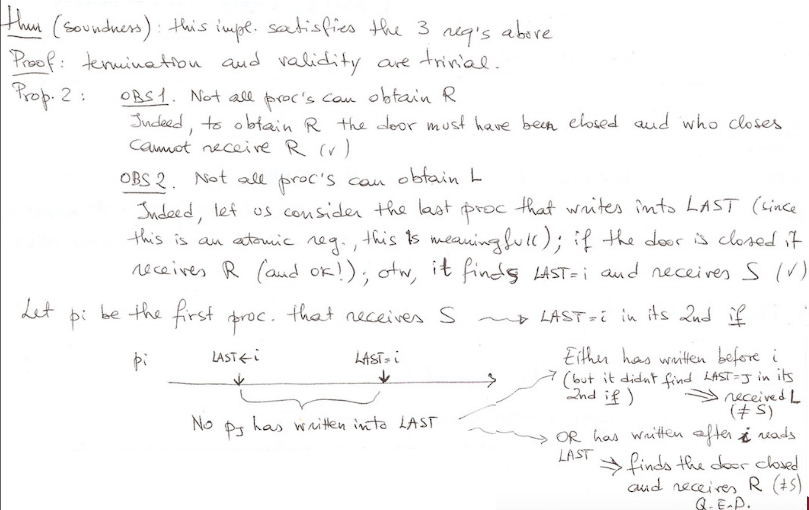 Thm (soundness): this impl. satisfies the 3 req's above
Proof: termination and validity are trivial.
Prop. 2: OBS 1. Not all proc's can obtain R
Indeed, to obtain R the door must have been closed and who closes
cannot receive R (√)
OBS 2. Not all proc's can obtain L
Indeed, let us consider the last proc that writes into LAST (since
this is an atomic reg., this is meaningfull); if the door is closed it
receives R (and ok!); otw, it finds LAST=i and receives S (√)
Let pi be the first proc. that receives S ⇝ LAST=i in its 2nd if
pi LAST←i LAST=i
No pj has written into LAST
Either has written before i
(but it didn't find LAST=J in its
2nd if) ⇒ received L
(≠S)
OR has written after i reads
LAST ⇒ finds the door closed
and receives R (≠S)
Q.E.D.